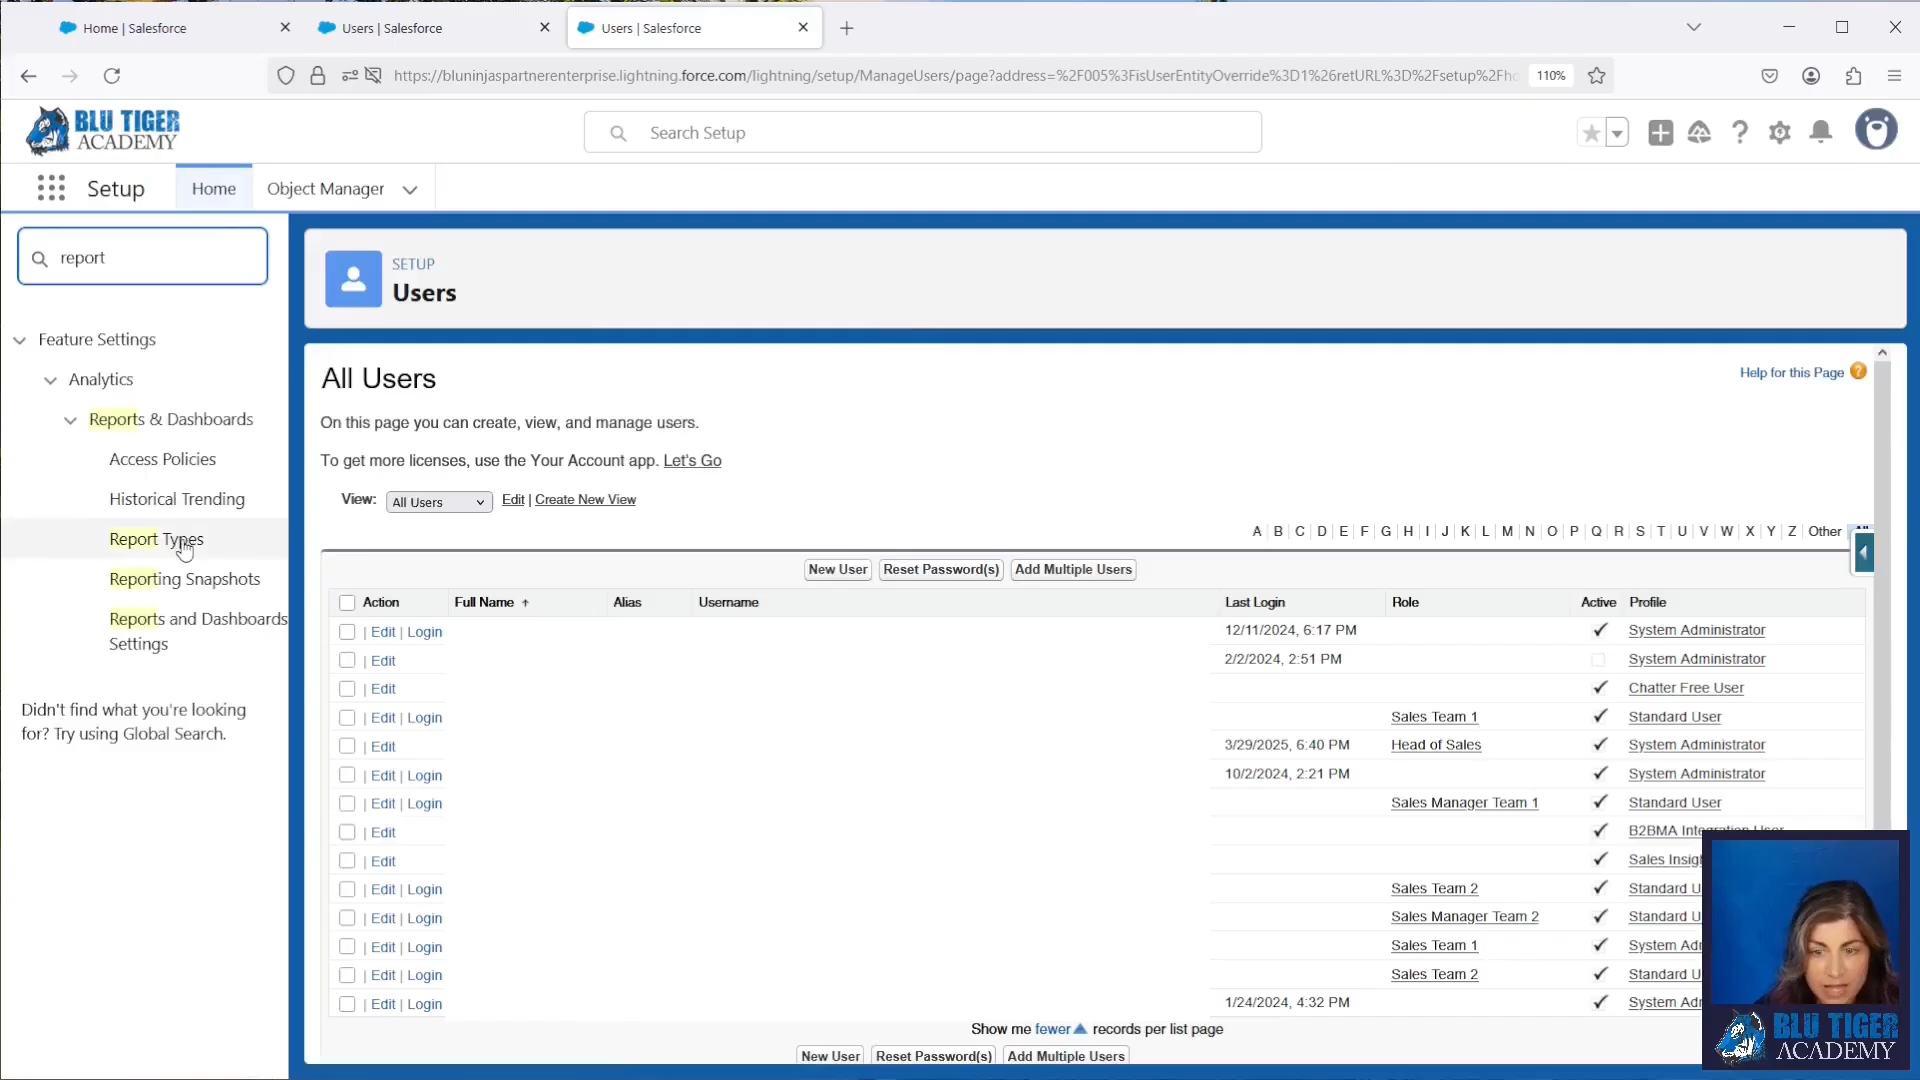 Home | Salesforce
Users | Salesforce
Users | Salesforce
https://bluninjaspartnerenterprise.lightning.force.com/lightning/setup/ManageUsers/page?address=%2F005%3FisUserEntityOverride%3D1%26retURL%3D%2Fsetup%2Fho
110%
BLU TIGER
ACADEMY
Search Setup
Setup
Home
Object Manager
report
Feature Settings
Analytics
Reports & Dashboards
Access Policies
Historical Trending
Report Types
Reporting Snapshots
Reports and Dashboards
Settings
Didn't find what you're looking
for? Try using Global Search.
SETUP
Users
All Users
Help for this Page
On this page you can create, view, and manage users.
To get more licenses, use the Your Account app. Let's Go
View: All Users Edit | Create New View
A | B | C | D | E | F | G | H | I | J | K | L | M | N | O | P | Q | R | S | T | U | V | W | X | Y | Z | Other
New User Reset Password(s) Add Multiple Users
Action Full Name Alias Username Last Login Role Active Profile
| Edit | Login 12/11/2024, 6:17 PM System Administrator
| Edit 2/2/2024, 2:51 PM System Administrator
| Edit Chatter Free User
| Edit | Login Sales Team 1 Standard User
| Edit 3/29/2025, 6:40 PM Head of Sales System Administrator
| Edit | Login 10/2/2024, 2:21 PM System Administrator
| Edit | Login Sales Manager Team 1 Standard User
| Edit B2BMA Integration User
| Edit Sales Insig
| Edit | Login Sales Team 2 Standard U
| Edit | Login Sales Manager Team 2 Standard U
| Edit | Login Sales Team 1 System Ad
| Edit | Login Sales Team 2 Standard U
| Edit | Login 1/24/2024, 4:32 PM System Ad
Show me fewer records per list page
New User Reset Password(s) Add Multiple Users
BLU TIGER
ACADEMY